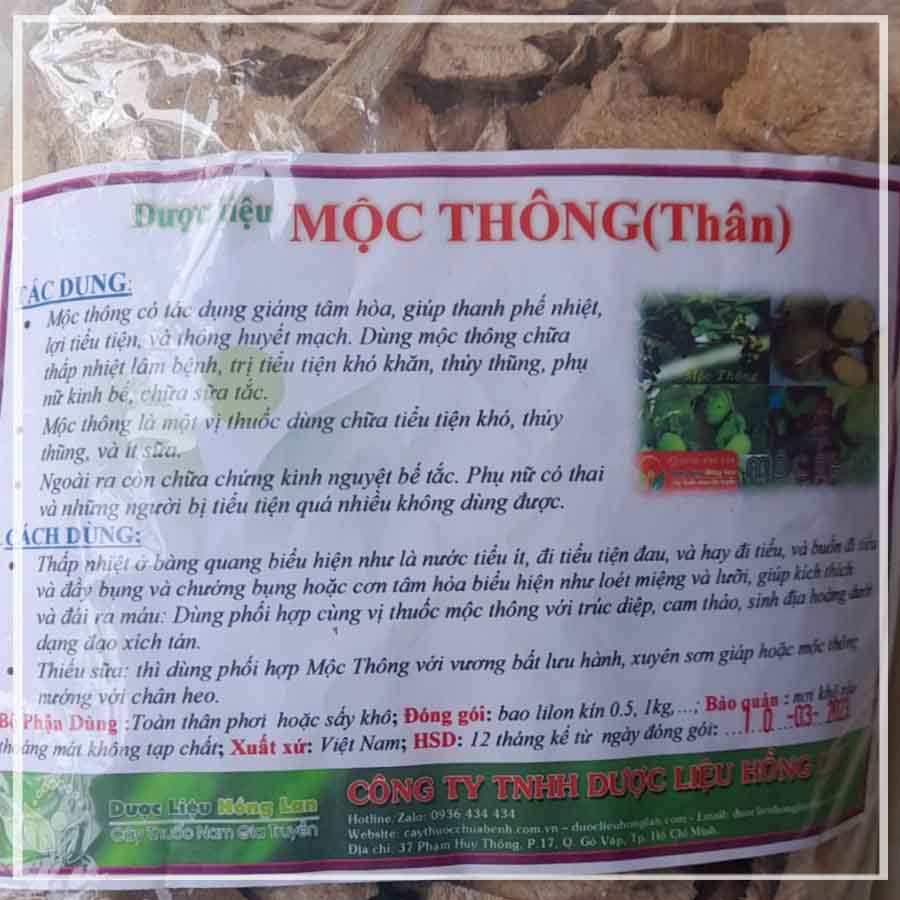 Dược Liệu MỘC THÔNG(Thân)
TÁC DỤNG:
Mộc thông có tác dụng giáng tâm hỏa, giúp thanh phế nhiệt,
lợi tiểu tiện, và thông huyết mạch. Dùng mộc thông chữa
thấp nhiệt lâm bệnh, trị tiểu tiện khó khăn, thủy thũng, phụ
nữ kinh bế, chữa sữa tắc.
Mộc thông là một vị thuốc dùng chữa tiểu tiện khó, thủy
thũng, và ít sữa.
Ngoài ra còn chữa chứng kinh nguyệt bế tắc. Phụ nữ có thai
và những người bị tiểu tiện quá nhiều không dùng được.
Mộc Thông
CÁCH DÙNG:
Thấp nhiệt ở bàng quang biểu hiện như là nước tiểu ít, đi tiểu tiện đau, và hay đi tiểu, và buồn đi tiểu
và đầy bụng và chướng bụng hoặc cơn tâm hỏa biểu hiện như loét miệng và lưỡi, giúp kích thích
và đái ra máu: Dùng phối hợp cùng vị thuốc mộc thông với trúc diệp, cam thảo, sinh địa hoàng dưới
dạng đạo xích tán.
Thiếu sữa: thì dùng phối hợp Mộc Thông với vương bất lưu hành, xuyên sơn giáp hoặc mộc thông
nướng với chân heo.
Bộ Phận Dùng :Toàn thân phơi hoặc sấy khô; Đóng gói: bao lilon kín 0.5, 1kg,...; Bảo quản : nơi khô ráo
thoáng mát không tạp chất; Xuất xứ: Việt Nam; HSD: 12 tháng kể từ ngày đóng gói: 10 -03- 2023
Dược Liệu Hồng Lan
Cây Thuốc Nam Gia Truyền
CÔNG TY TNHH DƯỢC LIỆU HỒNG
Hotline/Zalo: 0936 434 434
Website: caythuocchuabenh.com.vn – duoclieuhonglan.com - Email:
Địa chỉ: 37 Phạm Huy Thông, P.17, Q. Gò Vấp, Tp. Hồ Chí Minh.